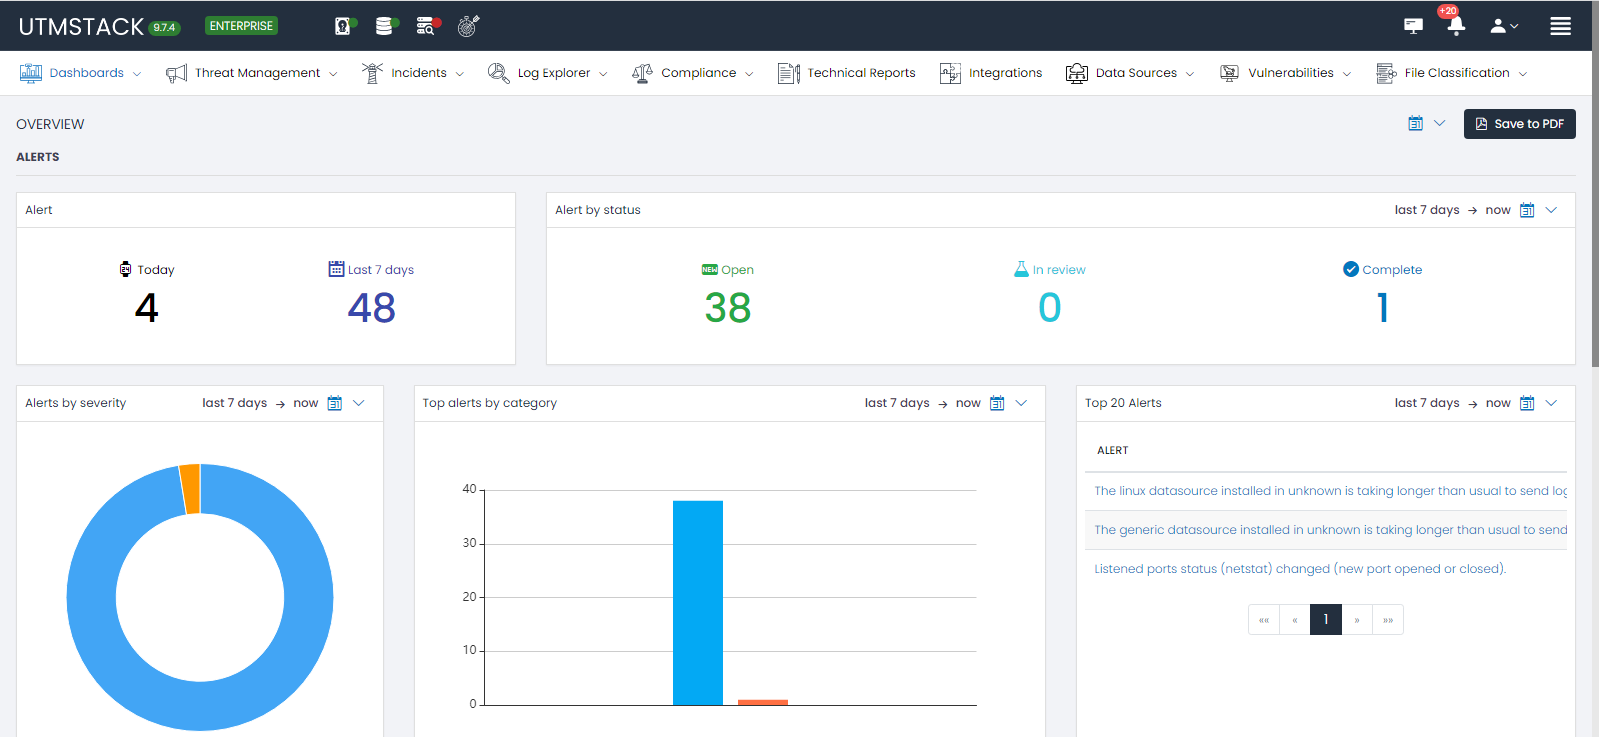 UTMSTACK 9.7.4 ENTERPRISE +20
Dashboards Threat Management Incidents Log Explorer Compliance Technical Reports Integrations Data Sources Vulnerabilities File Classification
OVERVIEW 31 Save to PDF
ALERTS
Alert
24 Today Last 7 days
4 48
Alert by status last 7 days → now 31
NEW Open In review Complete
38 0 1
Alerts by severity last 7 days → now 31
Top alerts by category last 7 days → now 31
40
30
20
10
0
Top 20 Alerts last 7 days → now 31
ALERT
The linux datasource installed in unknown is taking longer than usual to send log
The generic datasource installed in unknown is taking longer than usual to send
Listened ports status (netstat) changed (new port opened or closed).
«« « 1 » »»